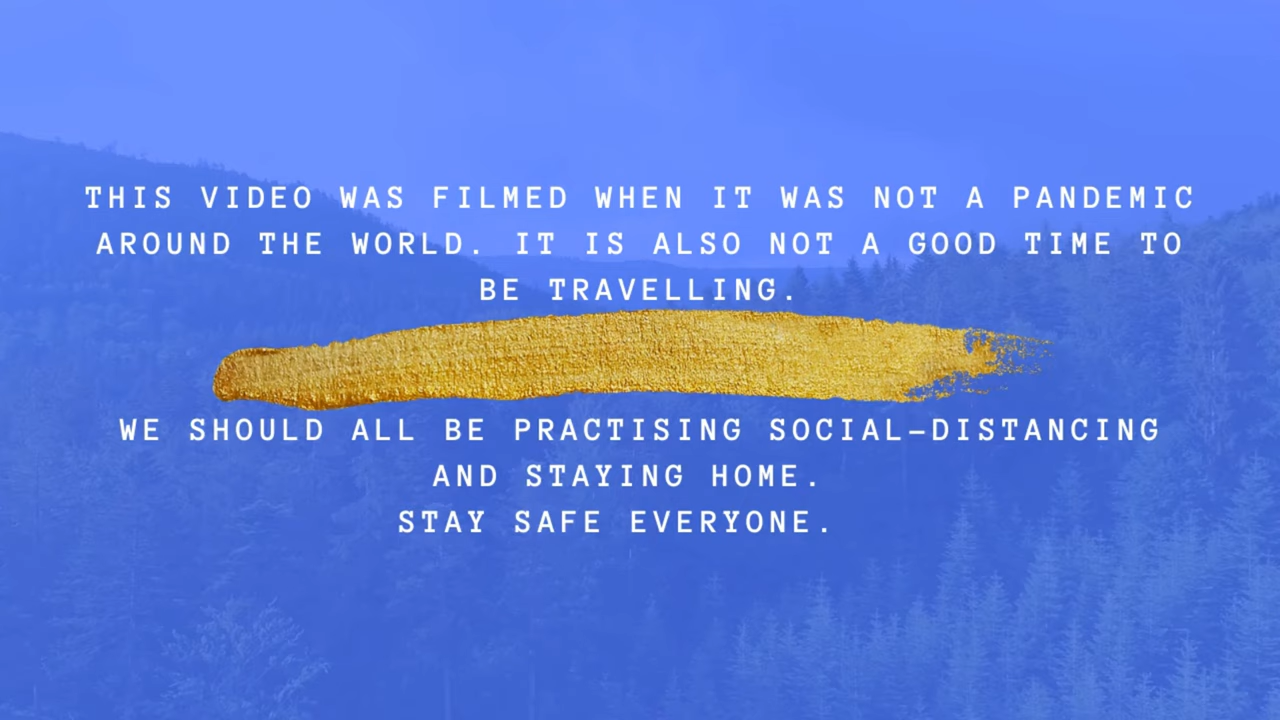 THIS VIDEO WAS FILMED WHEN IT WAS NOT A PANDEMIC
AROUND THE WORLD. IT IS ALSO NOT A GOOD TIME TO
BE TRAVELLING.
WE SHOULD ALL BE PRACTISING SOCIAL–DISTANCING
AND STAYING HOME.
STAY SAFE EVERYONE.